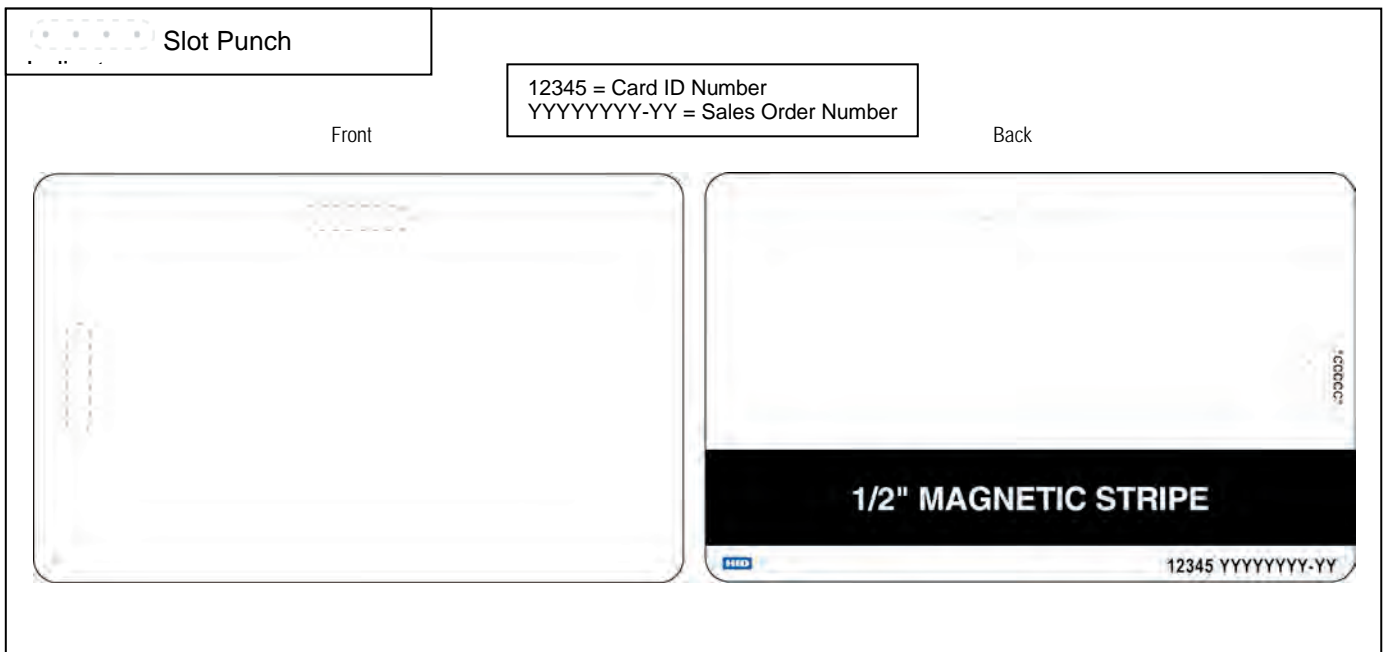 Slot Punch
12345 = Card ID Number
YYYYYYYY-YY = Sales Order Number
Front
Back
*ccccc*
1/2" MAGNETIC STRIPE
HID
12345 YYYYYYYY-YY